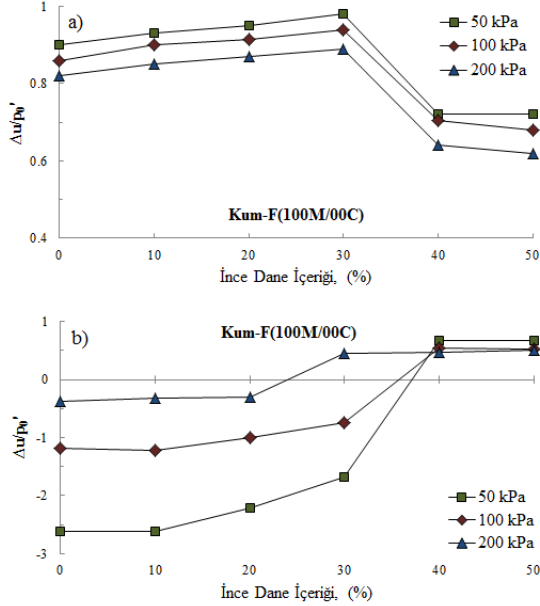 1
a)
50 kPa
100 kPa
200 kPa
0.8
Δu/p₀'
0.6
Kum-F(100M/00C)
0.4
0 10 20 30 40 50
İnce Dane İçeriği, (%)
1
b)
Kum-F(100M/00C)
0
Δu/p₀'
-1
-2
50 kPa
100 kPa
200 kPa
-3
0 10 20 30 40 50
İnce Dane İçeriği, (%)